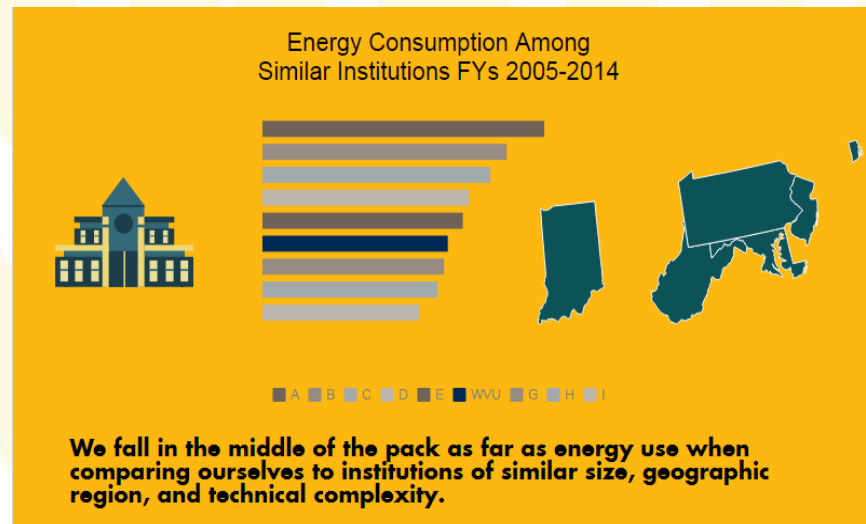 Energy Consumption Among
Similar Institutions FYs 2005-2014
A B C D E WVU G H I
We fall in the middle of the pack as far as energy use when
comparing ourselves to institutions of similar size, geographic
region, and technical complexity.